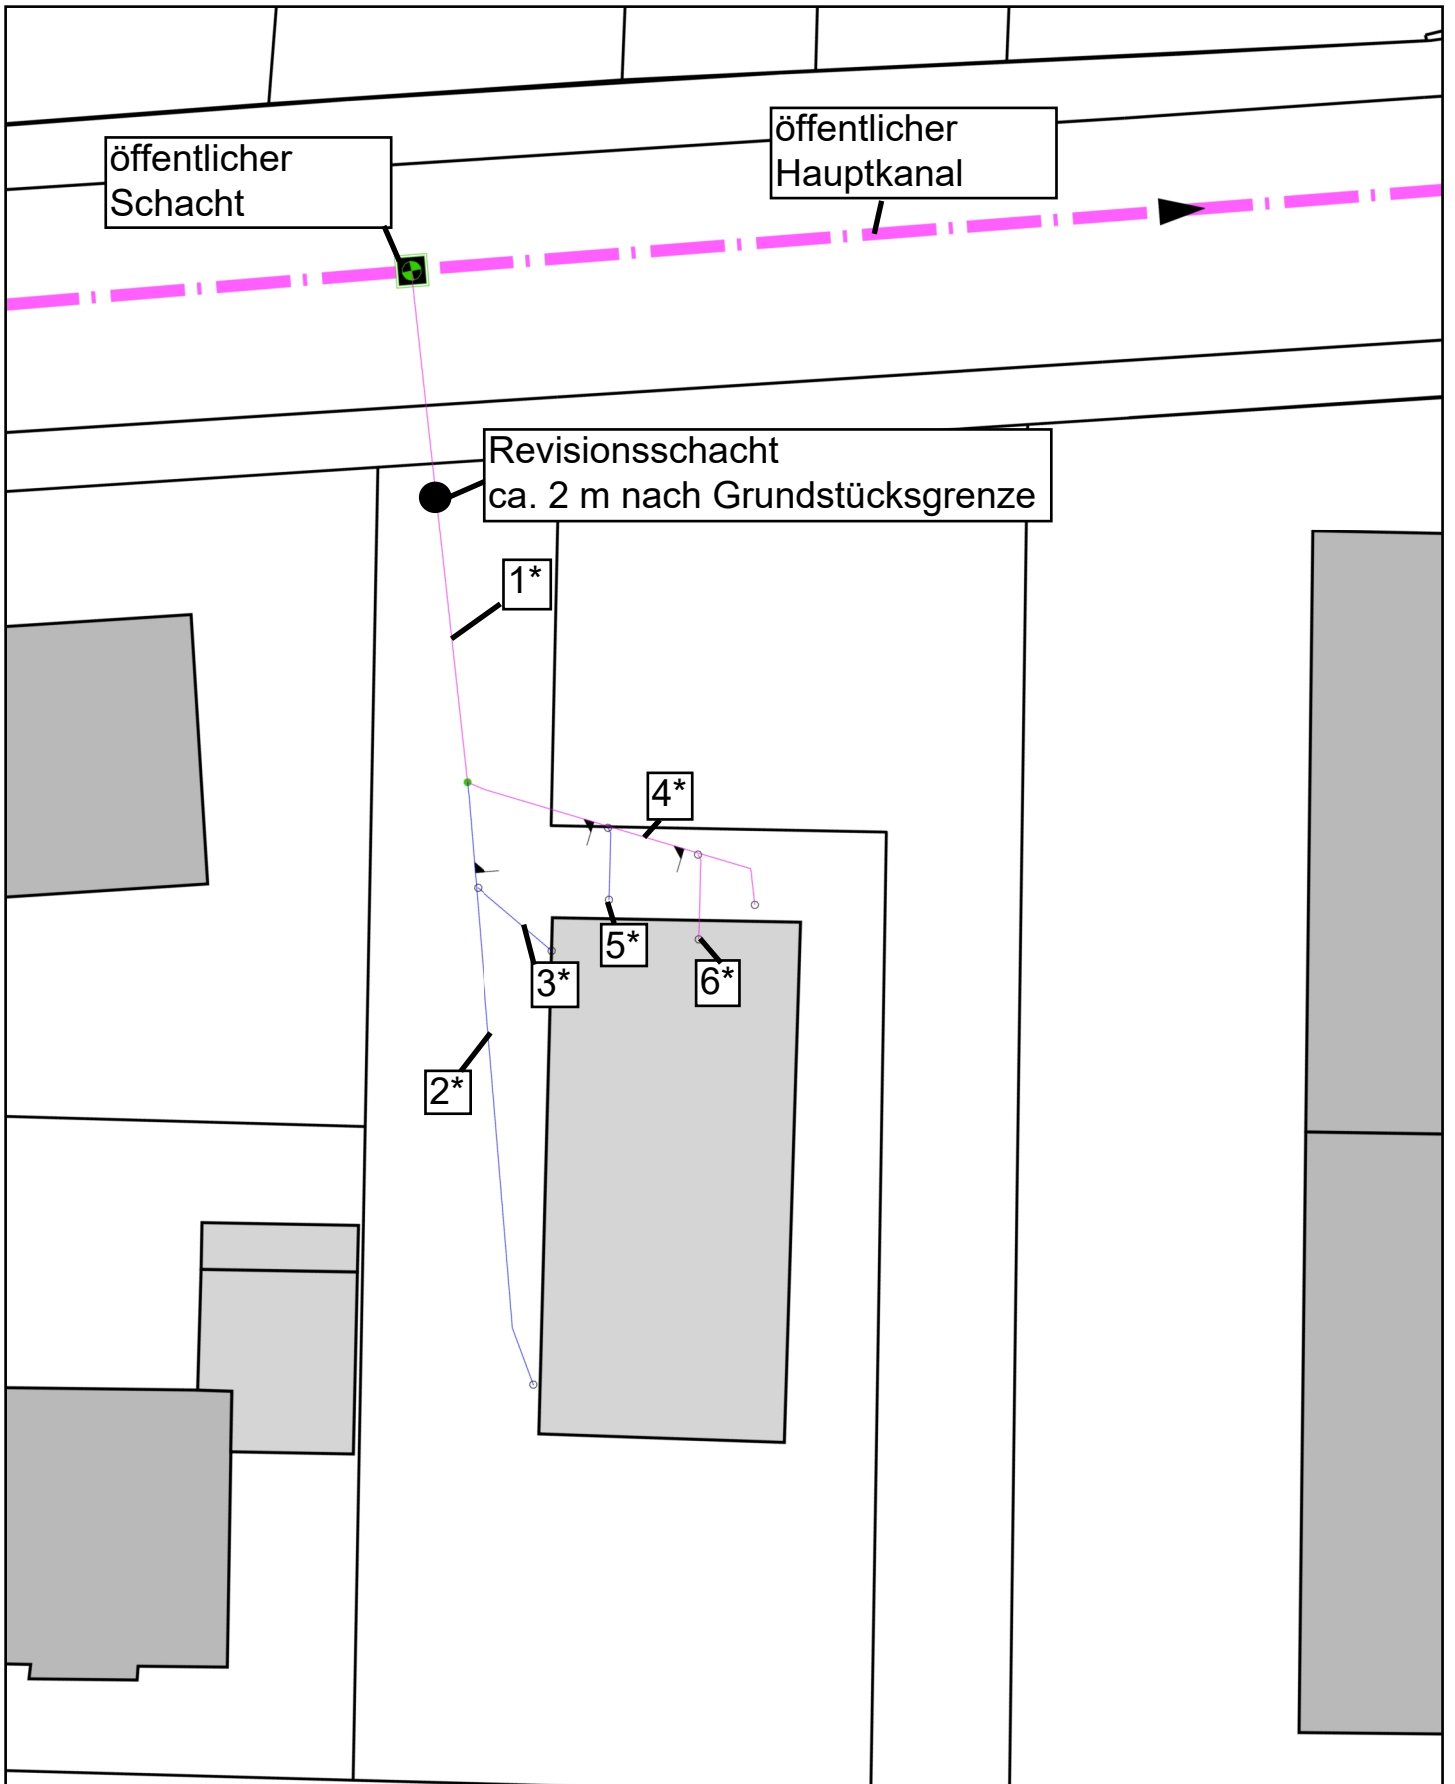 öffentlicher
Schacht
öffentlicher
Hauptkanal
Revisionsschacht
ca. 2 m nach Grundstücksgrenze
1*
4*
5*
3*
6*
2*